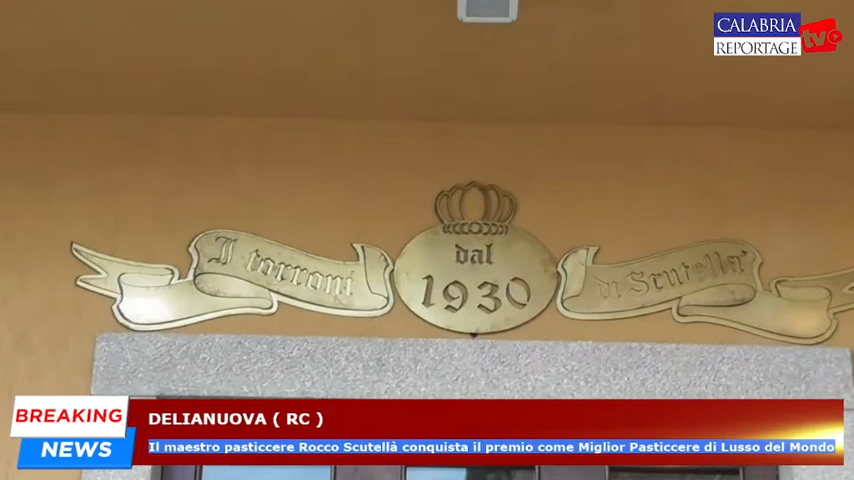 CALABRIA
REPORTAGE tv
I torroni
dal
1930
di Scutellà
BREAKING
NEWS
DELIANUOVA ( RC )
Il maestro pasticcere Rocco Scutellà conquista il premio come Miglior Pasticcere di Lusso del Mondo